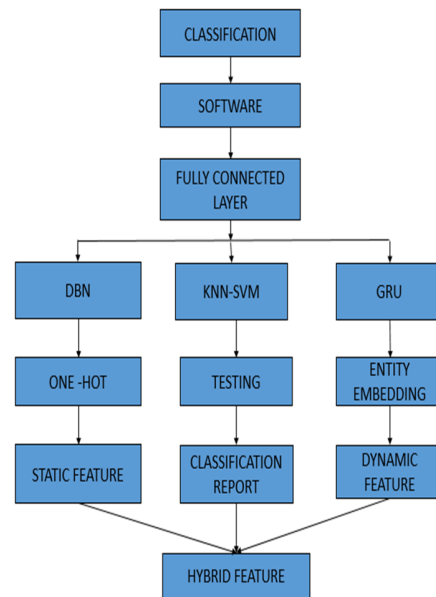 CLASSIFICATION
SOFTWARE
FULLY CONNECTED
LAYER
DBN
KNN-SVM
GRU
ONE -HOT
TESTING
ENTITY
EMBEDDING
STATIC FEATURE
CLASSIFICATION
REPORT
DYNAMIC
FEATURE
HYBRID FEATURE